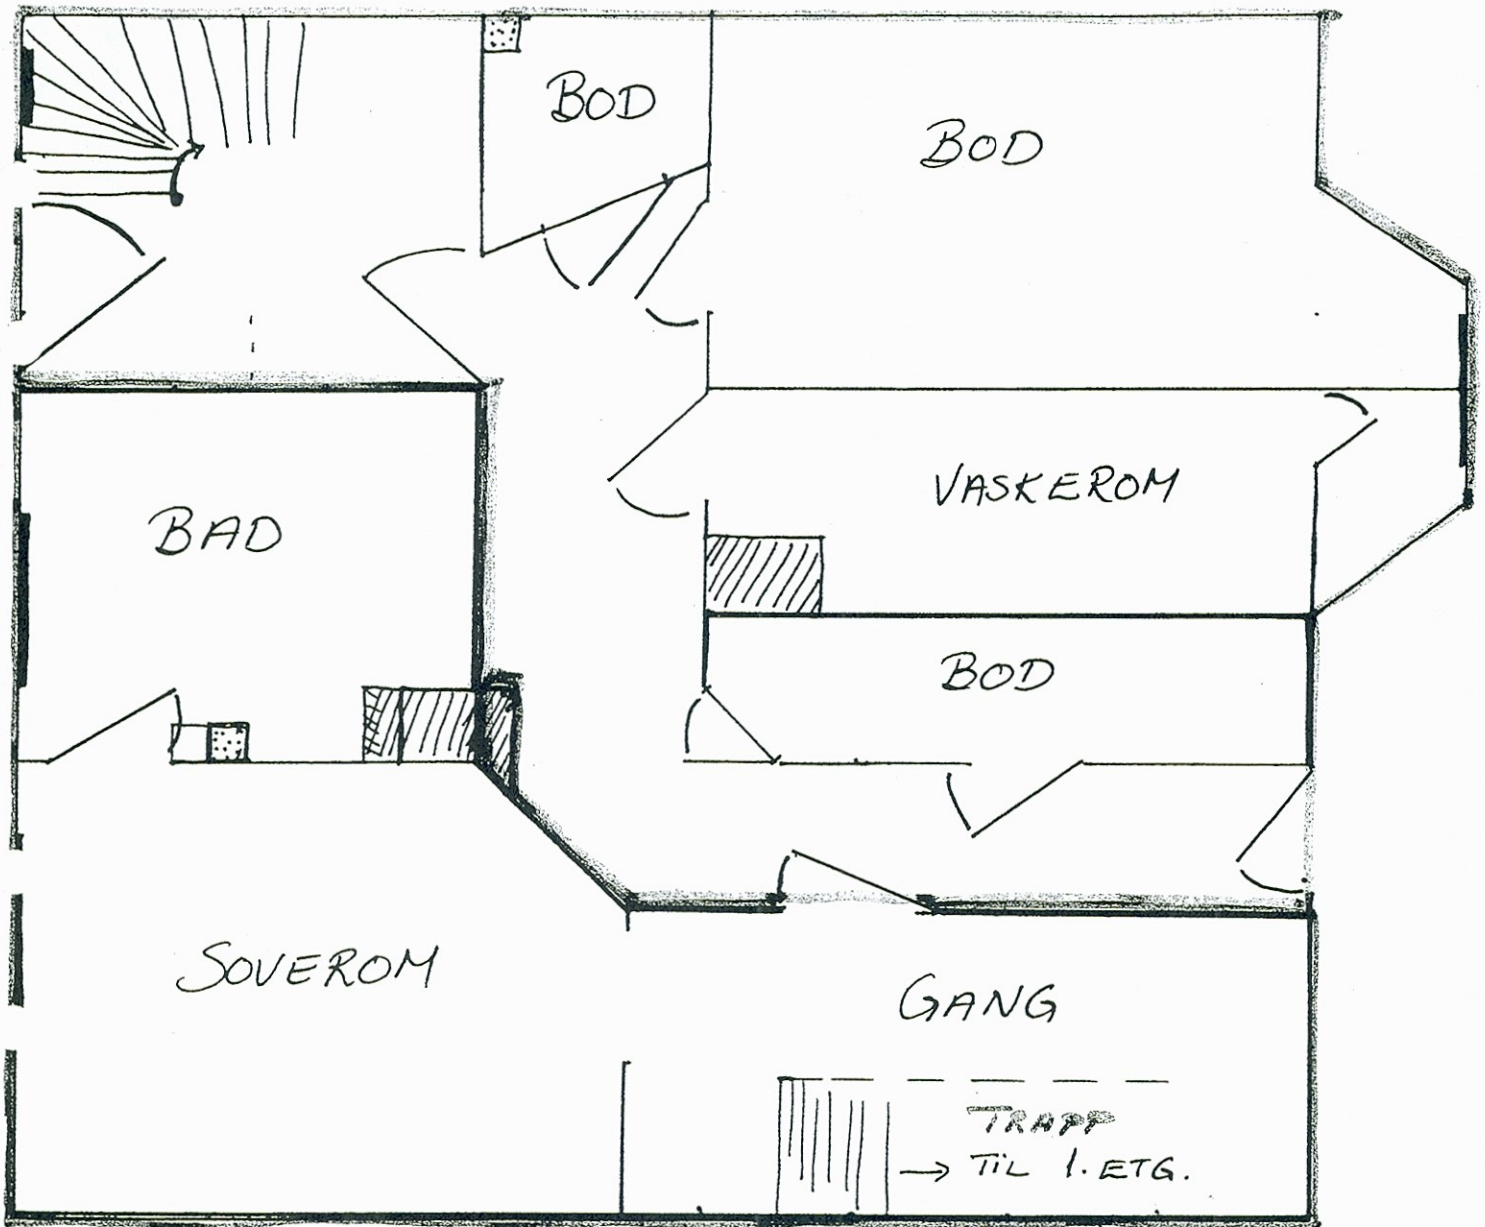 BOD
BOD
VASKEROM
BAD
BOD
SOVEROM
GANG
TRAPP
→ TIL 1. ETG.